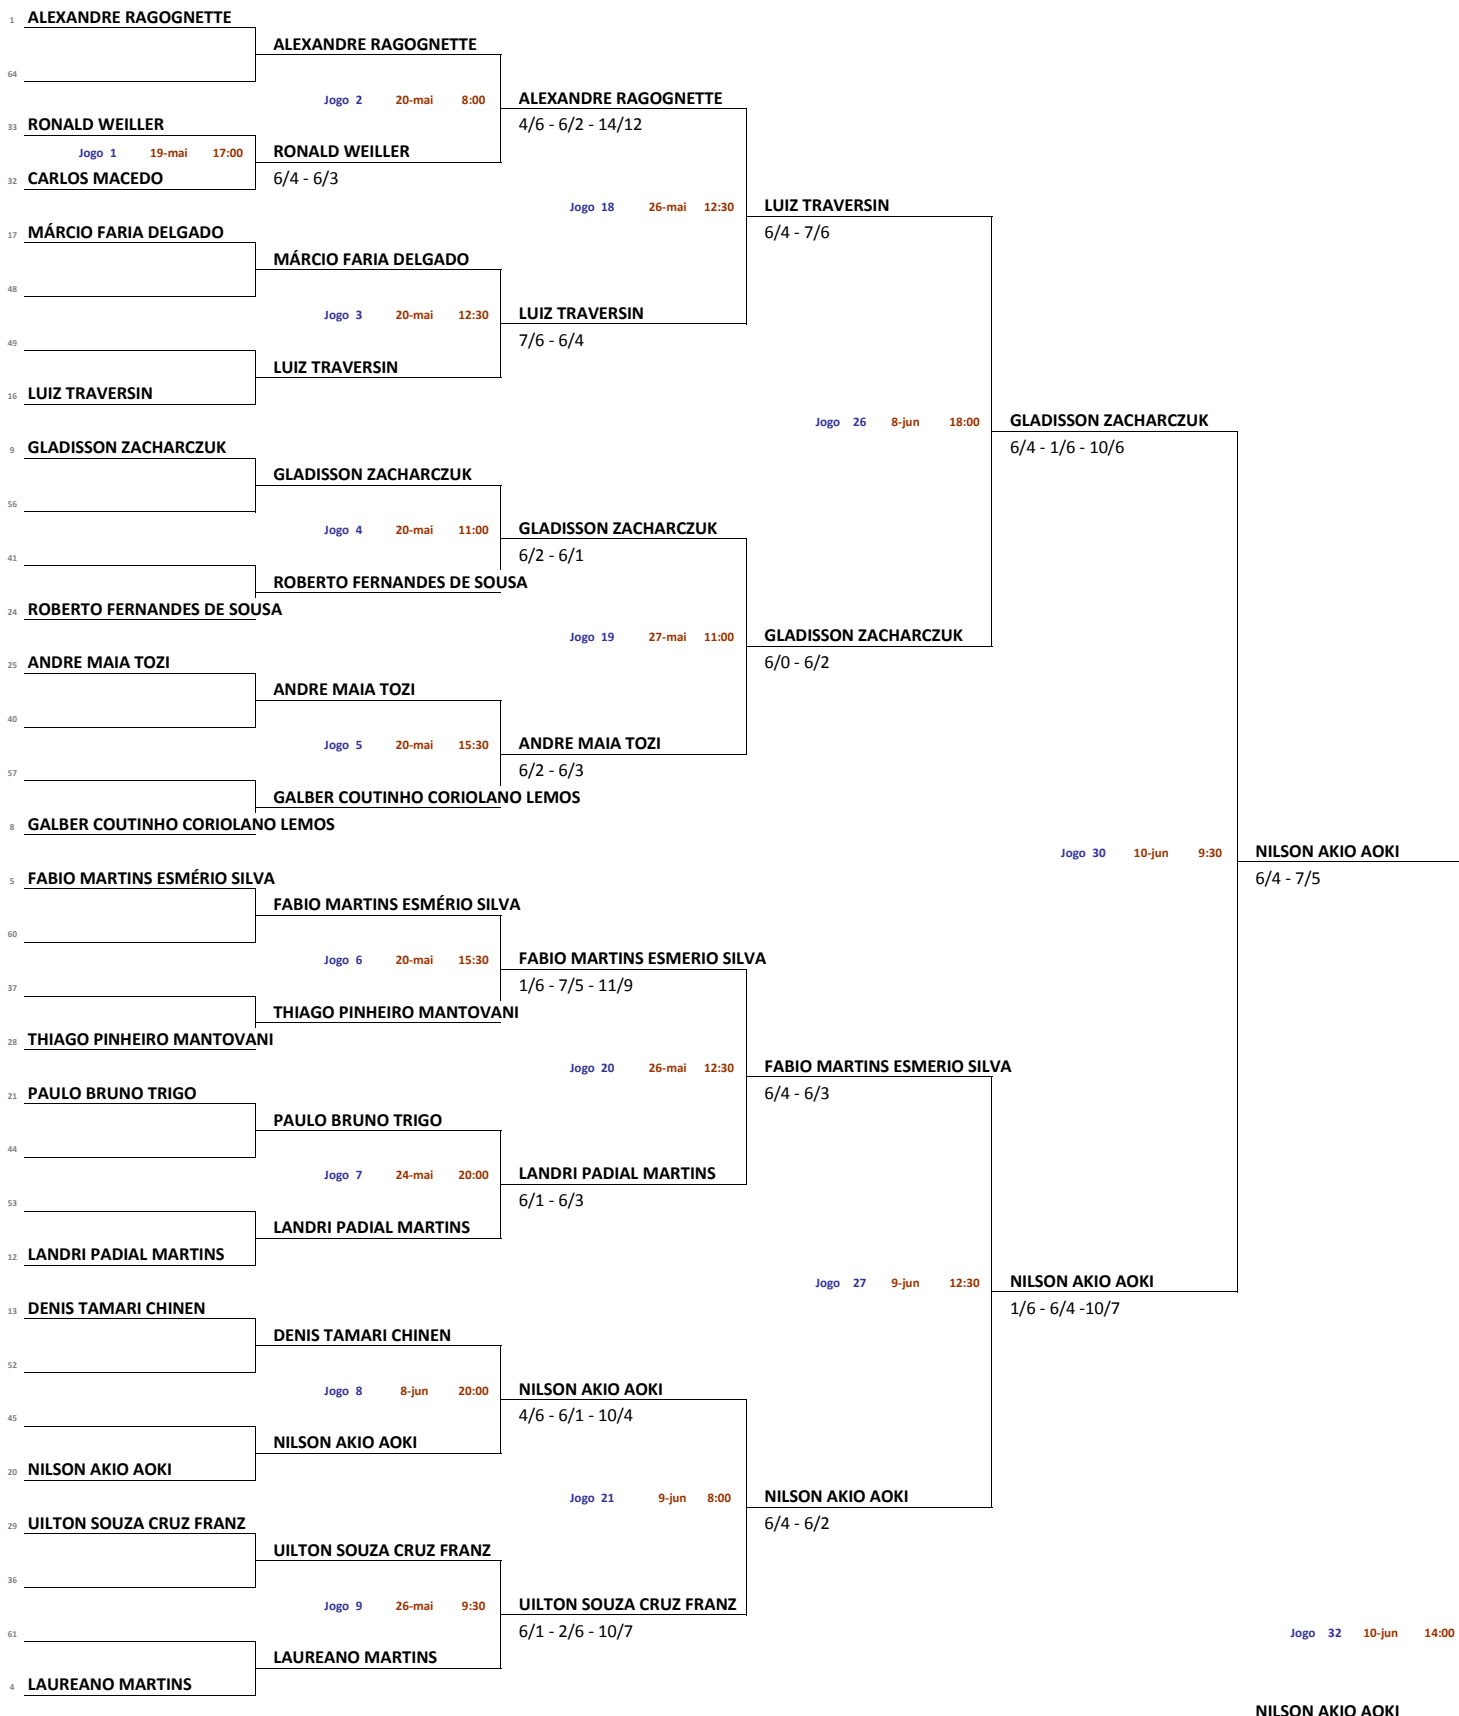 1 ALEXANDRE RAGOGNETTE
ALEXANDRE RAGOGNETTE
64
Jogo 2 20-mai 8:00 ALEXANDRE RAGOGNETTE
33 RONALD WEILLER 4/6 - 6/2 - 14/12
Jogo 1 19-mai 17:00 RONALD WEILLER
32 CARLOS MACEDO 6/4 - 6/3
Jogo 18 26-mai 12:30 LUIZ TRAVERSIN
17 MÁRCIO FARIA DELGADO 6/4 - 7/6
MÁRCIO FARIA DELGADO
48
Jogo 3 20-mai 12:30 LUIZ TRAVERSIN
49 7/6 - 6/4
LUIZ TRAVERSIN
16 LUIZ TRAVERSIN
Jogo 26 8-jun 18:00 GLADISSON ZACHARCZUK
9 GLADISSON ZACHARCZUK 6/4 - 1/6 - 10/6
GLADISSON ZACHARCZUK
56
Jogo 4 20-mai 11:00 GLADISSON ZACHARCZUK
41 6/2 - 6/1
ROBERTO FERNANDES DE SOUSA
24 ROBERTO FERNANDES DE SOUSA
Jogo 19 27-mai 11:00 GLADISSON ZACHARCZUK
25 ANDRE MAIA TOZI 6/0 - 6/2
ANDRE MAIA TOZI
40
Jogo 5 20-mai 15:30 ANDRE MAIA TOZI
57 6/2 - 6/3
GALBER COUTINHO CORIOLANO LEMOS
8 GALBER COUTINHO CORIOLANO LEMOS
Jogo 30 10-jun 9:30 NILSON AKIO AOKI
5 FABIO MARTINS ESMÉRIO SILVA 6/4 - 7/5
FABIO MARTINS ESMÉRIO SILVA
60
Jogo 6 20-mai 15:30 FABIO MARTINS ESMERIO SILVA
37 1/6 - 7/5 - 11/9
THIAGO PINHEIRO MANTOVANI
28 THIAGO PINHEIRO MANTOVANI
Jogo 20 26-mai 12:30 FABIO MARTINS ESMERIO SILVA
21 PAULO BRUNO TRIGO 6/4 - 6/3
PAULO BRUNO TRIGO
44
Jogo 7 24-mai 20:00 LANDRI PADIAL MARTINS
53 6/1 - 6/3
LANDRI PADIAL MARTINS
12 LANDRI PADIAL MARTINS
Jogo 27 9-jun 12:30 NILSON AKIO AOKI
13 DENIS TAMARI CHINEN 1/6 - 6/4 -10/7
DENIS TAMARI CHINEN
52
Jogo 8 8-jun 20:00 NILSON AKIO AOKI
45 4/6 - 6/1 - 10/4
NILSON AKIO AOKI
20 NILSON AKIO AOKI
Jogo 21 9-jun 8:00 NILSON AKIO AOKI
29 UILTON SOUZA CRUZ FRANZ 6/4 - 6/2
UILTON SOUZA CRUZ FRANZ
36
Jogo 9 26-mai 9:30 UILTON SOUZA CRUZ FRANZ
61 6/1 - 2/6 - 10/7 Jogo 32 10-jun 14:00
LAUREANO MARTINS
4 LAUREANO MARTINS
NILSON AKIO AOKI